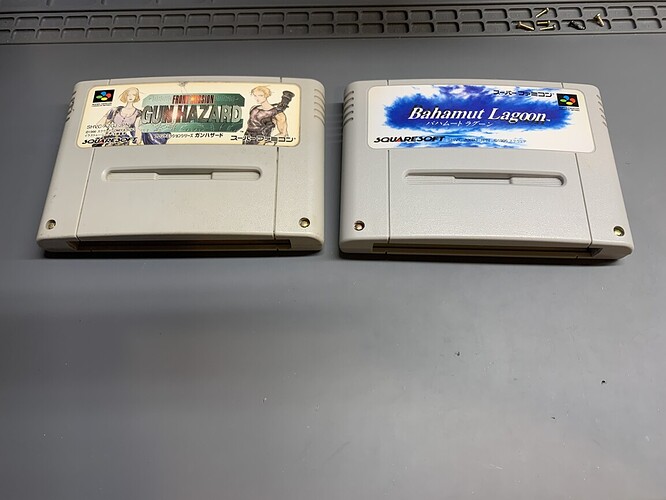 FRONT MISSION
GUN HAZARD
ガンハザード
SQUARESOFT
スーパーファミコン
スーパーファミコン
Bahamut Lagoon
バハムート ラグーン
SQUARESOFT